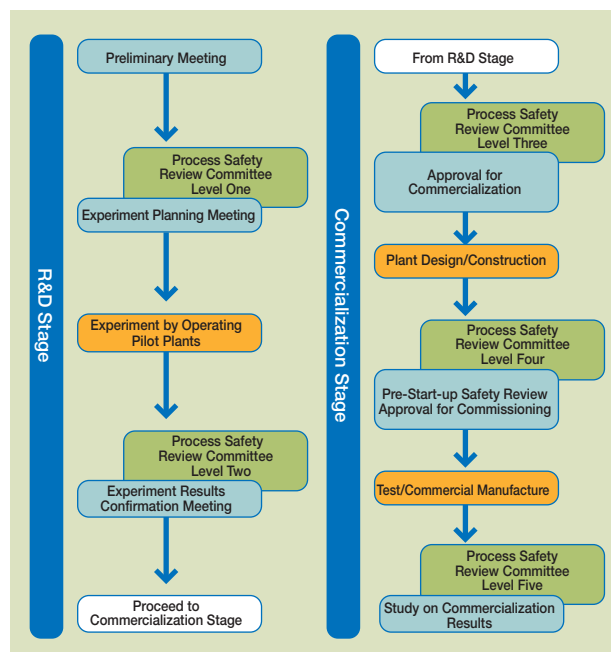 R&D Stage
Preliminary Meeting
Process Safety
Review Committee
Level One
Experiment Planning Meeting
Experiment by Operating
Pilot Plants
Process Safety
Review Committee
Level Two
Experiment Results
Confirmation Meeting
Proceed to
Commercialization Stage
Commercialization Stage
From R&D Stage
Process Safety
Review Committee
Level Three
Approval for
Commercialization
Plant Design/Construction
Process Safety
Review Committee
Level Four
Pre-Start-up Safety Review
Approval for Commissioning
Test/Commercial Manufacture
Process Safety
Review Committee
Level Five
Study on Commercialization
Results